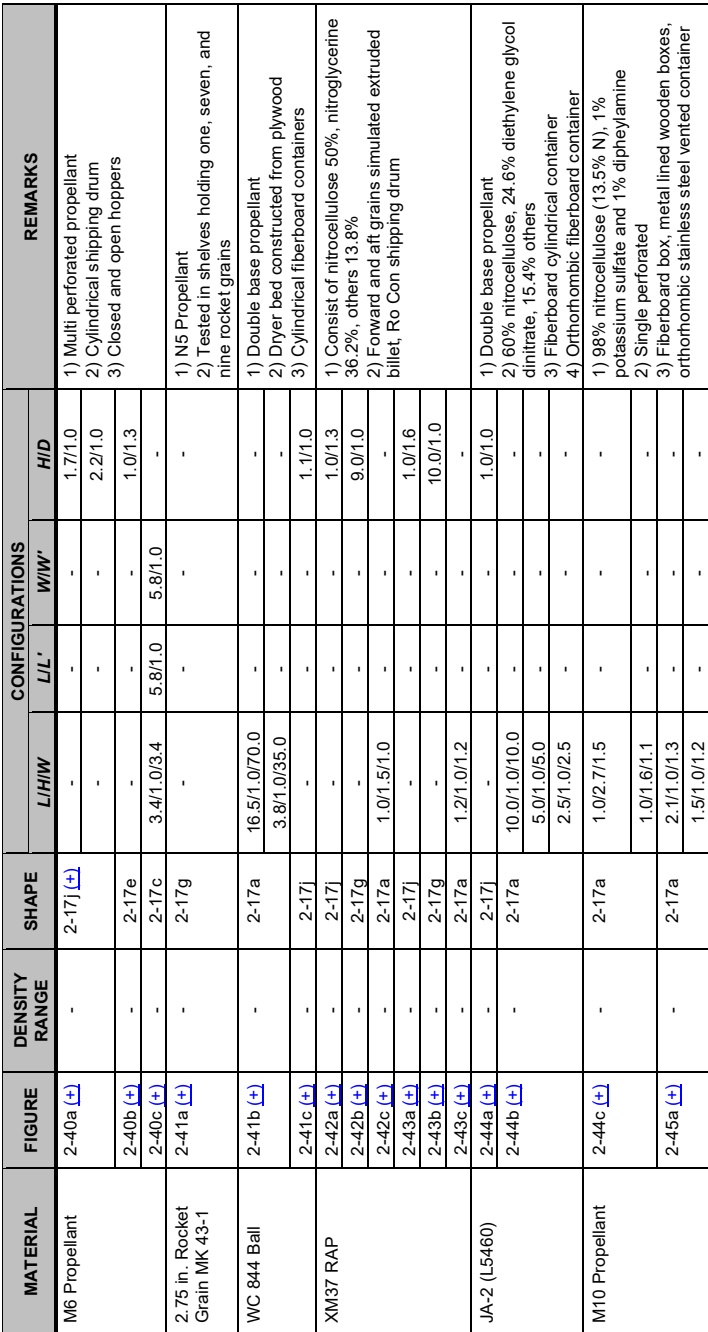 MATERIAL FIGURE DENSITY RANGE SHAPE CONFIGURATIONS REMARKS
L/H/W L/L' W/W' H/D
M6 Propellant 2-40a (+) - 2-17j (+) - - - 1.7/1.0 1) Multi perforated propellant
- - - 2.2/1.0 2) Cylindrical shipping drum
2-40b (+) - 2-17e - - - 1.0/1.3 3) Closed and open hoppers
2-40c (+) - 2-17c 3.4/1.0/3.4 5.8/1.0 5.8/1.0 -
2.75 in. Rocket 2-41a (+) - 2-17g - - - - 1) N5 Propellant
Grain MK 43-1 2) Tested in shelves holding one, seven, and
nine rocket grains
WC 844 Ball 2-41b (+) - 2-17a 16.5/1.0/70.0 - - - 1) Double base propellant
3.8/1.0/35.0 - - - 2) Dryer bed constructed from plywood
2-41c (+) - 2-17j - - - 1.1/1.0 3) Cylindrical fiberboard containers
XM37 RAP 2-42a (+) - 2-17j - - - 1.0/1.3 1) Consist of nitrocellulose 50%, nitroglycerine
2-42b (+) - 2-17g - - - 9.0/1.0 36.2%, others 13.8%
2-42c (+) - 2-17a 1.0/1.5/1.0 - - - 2) Forward and aft grains simulated extruded
2-43a (+) - 2-17j - - - 1.0/1.6 billet, Ro Con shipping drum
2-43b (+) - 2-17g - - - 10.0/1.0
2-43c (+) - 2-17a 1.2/1.0/1.2 - - -
JA-2 (L5460) 2-44a (+) - 2-17j - - - 1.0/1.0 1) Double base propellant
2-44b (+) - 2-17a 10.0/1.0/10.0 - - - 2) 60% nitrocellulose, 24.6% diethylene glycol
5.0/1.0/5.0 - - - dinitrate, 15.4% others
2.5/1.0/2.5 - - - 3) Fiberboard cylindrical container
4) Orthorhombic fiberboard container
M10 Propellant 2-44c (+) - 2-17a 1.0/2.7/1.5 - - - 1) 98% nitrocellulose (13.5% N), 1%
potassium sulfate and 1% dipheylamine
1.0/1.6/1.1 - - - 2) Single perforated
2-45a (+) - 2-17a 2.1/1.0/1.3 - - - 3) Fiberboard box, metal lined wooden boxes,
1.5/1.0/1.2 - - - orthorhombic stainless steel vented container